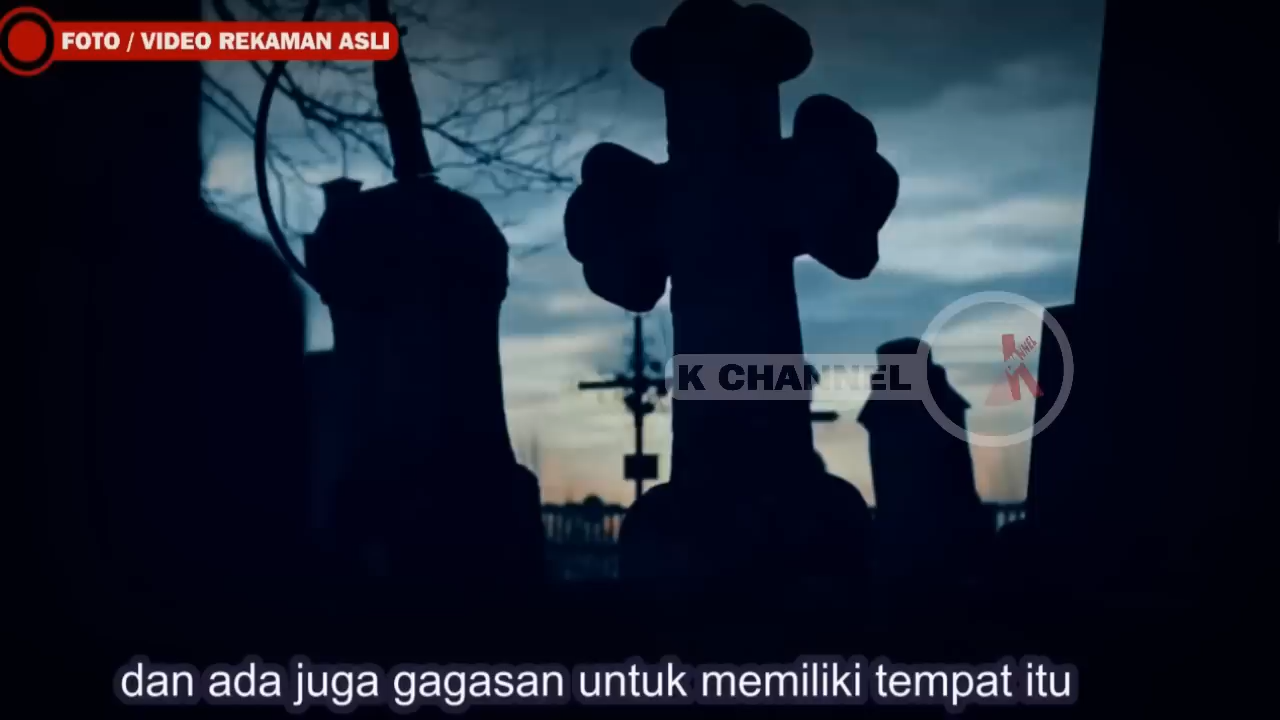 FOTO / VIDEO REKAMAN ASLI
K CHANNEL
dan ada juga gagasan untuk memiliki tempat itu